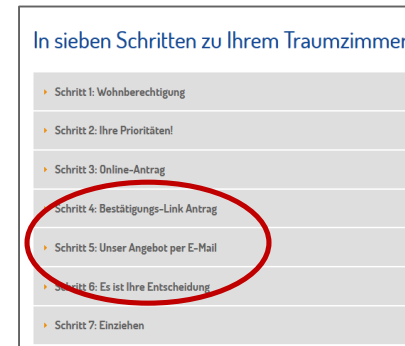 In sieben Schritten zu Ihrem Traumzimmer
Schritt 1: Wohnberechtigung
Schritt 2: Ihre Prioritäten!
Schritt 3: Online-Antrag
Schritt 4: Bestätigungs-Link Antrag
Schritt 5: Unser Angebot per E-Mail
Schritt 6: Es ist Ihre Entscheidung
Schritt 7: Einziehen